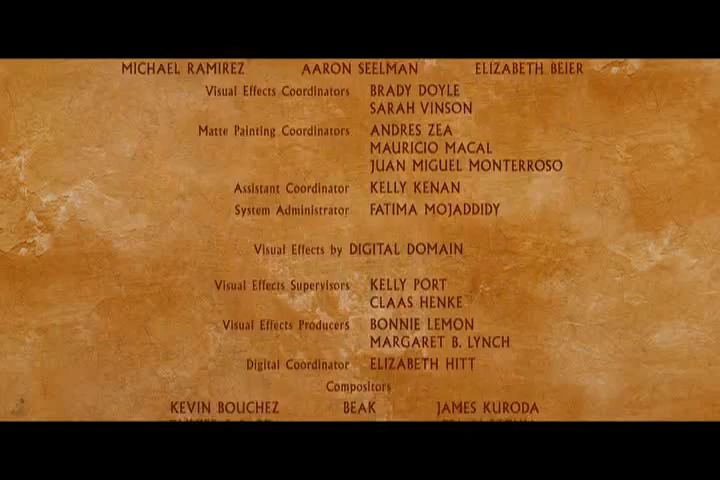 MICHAEL RAMIREZ AARON SEELMAN ELIZABETH BEIER
Visual Effects Coordinators BRADY DOYLE
SARAH VINSON
Matte Painting Coordinators ANDRES ZEA
MAURICIO MACAL
JUAN MIGUEL MONTERROSO
Assistant Coordinator KELLY KENAN
System Administrator FATIMA MOJADDIDY
Visual Effects by DIGITAL DOMAIN
Visual Effects Supervisors KELLY PORT
CLAAS HENKE
Visual Effects Producers BONNIE LEMON
MARGARET B. LYNCH
Digital Coordinator ELIZABETH HITT
Compositors
KEVIN BOUCHEZ BEAK JAMES KURODA